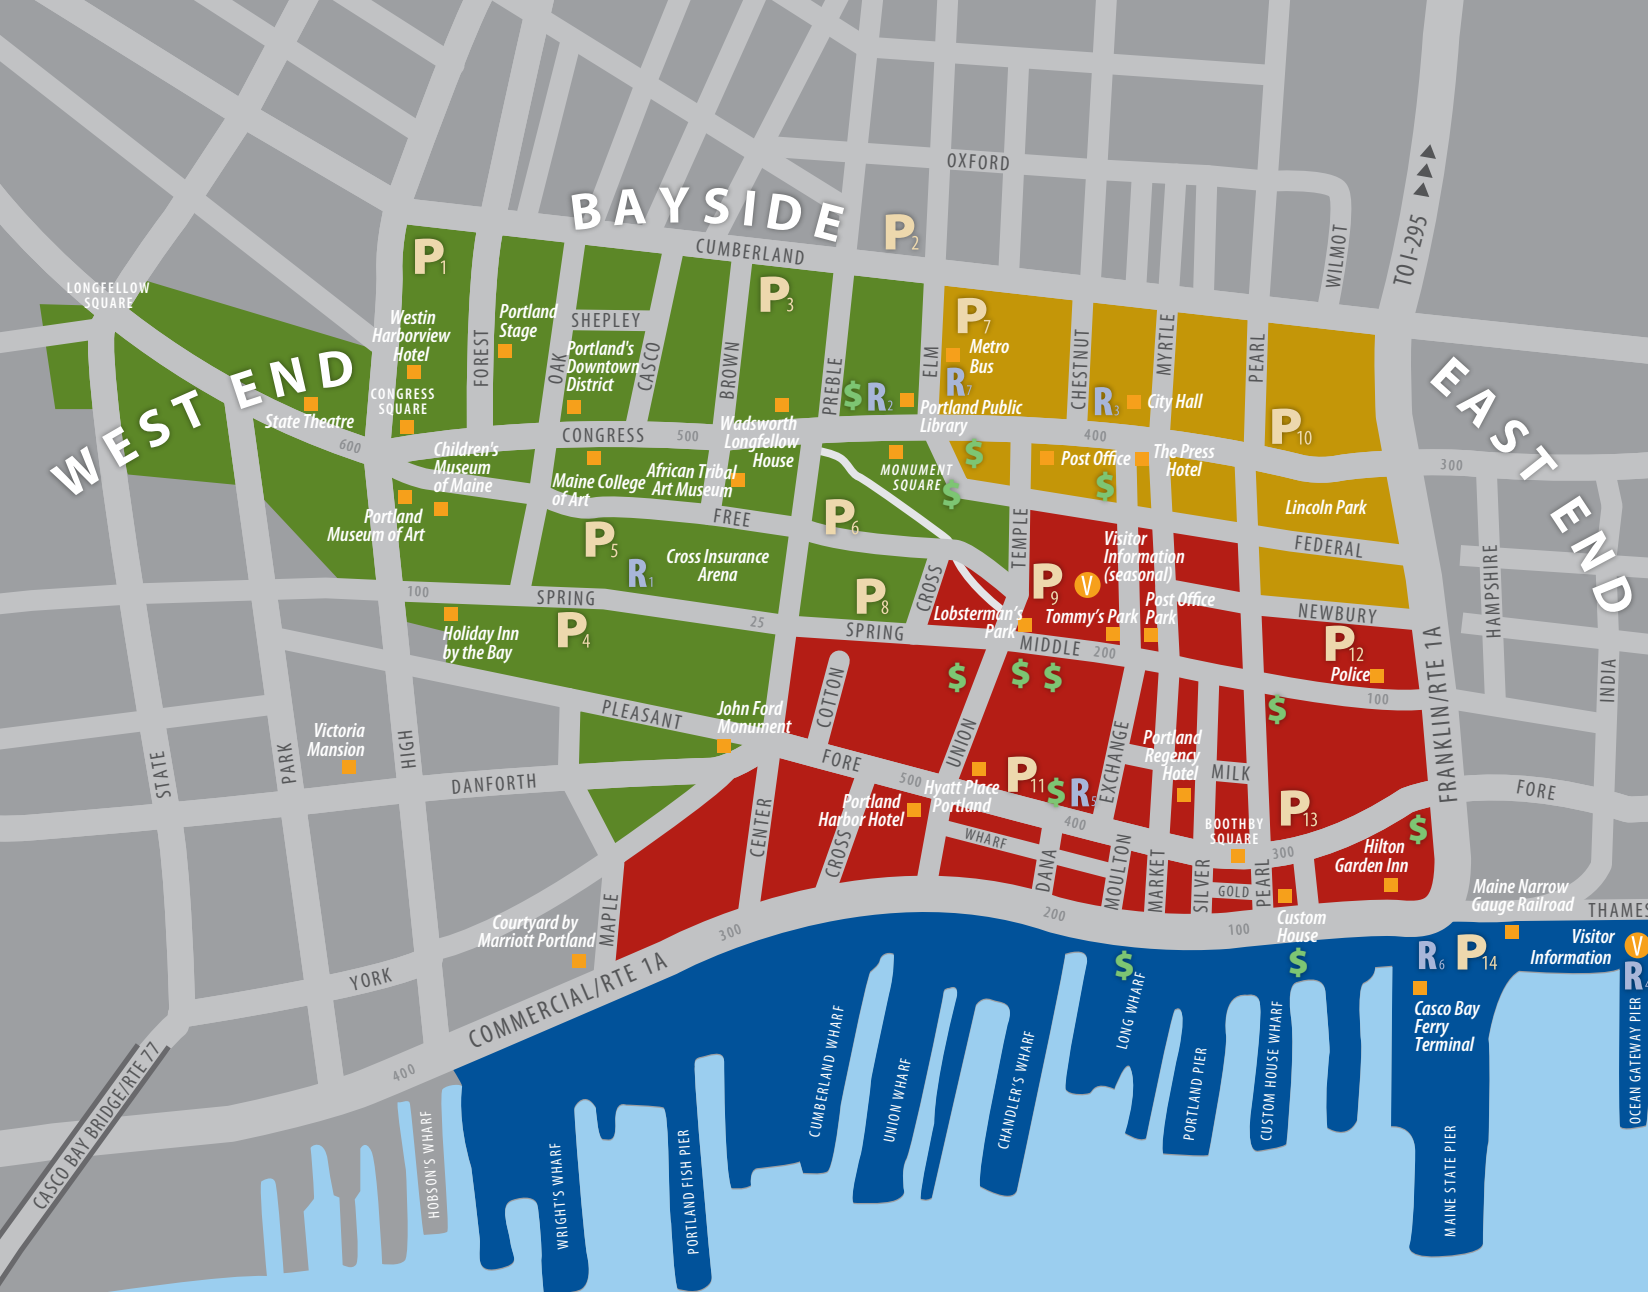 BAYSIDE
OXFORD
CUMBERLAND
WILMOT
TO I-295
P1
P2
P3
LONGFELLOW
SQUARE
WEST END
EAST END
Westin
Harborview
Hotel
Portland
Stage
SHEPLEY
FOREST
OAK
CASCO
BROWN
PREBLE
ELM
CHESTNUT
MYRTLE
PEARL
P7
Metro
Bus
R7
Portland's
Downtown
District
CONGRESS
SQUARE
State Theatre
$ R2
Portland Public
Library
R3
City Hall
P10
600
CONGRESS
500
400
300
Wadsworth
Longfellow
House
Children's
Museum
of Maine
Maine College
of Art
African Tribal
Art Museum
MONUMENT
SQUARE
$
$
Post Office
The Press
Hotel
$
Lincoln Park
Portland
Museum of Art
FREE
P5
R1
P6
Cross Insurance
Arena
TEMPLE
Visitor
Information
(seasonal)
FEDERAL
HAMPSHIRE
INDIA
P9
V
P8
CROSS
Lobsterman's
Park
Tommy's Park
Post Office
Park
NEWBURY
100
SPRING
25
SPRING
MIDDLE
200
100
Holiday Inn
by the Bay
P4
P12
Police
FRANKLIN/RTE 1A
$
$
$
$
COTTON
UNION
EXCHANGE
PLEASANT
John Ford
Monument
Victoria
Mansion
STATE
PARK
HIGH
DANFORTH
FORE
500
Hyatt Place
Portland
P11
$
R5
Portland
Regency
Hotel
MILK
P13
FORE
Portland
Harbor Hotel
WHARF
400
BOOTHBY
SQUARE
300
$
Hilton
Garden Inn
CENTER
CROSS
DANA
MOULTON
MARKET
SILVER
GOLD
PEARL
MAPLE
Courtyard by
Marriott Portland
300
200
100
Custom
House
Maine Narrow
Gauge Railroad
THAMES
YORK
COMMERCIAL/RTE 1A
400
$
$
R6
P14
Visitor
Information
V
R4
Casco Bay
Ferry
Terminal
CASCO BAY BRIDGE/RTE 77
HOBSON'S WHARF
WRIGHT'S WHARF
PORTLAND FISH PIER
CUMBERLAND WHARF
UNION WHARF
CHANDLER'S WHARF
LONG WHARF
PORTLAND PIER
CUSTOM HOUSE WHARF
MAINE STATE PIER
OCEAN GATEWAY PIER